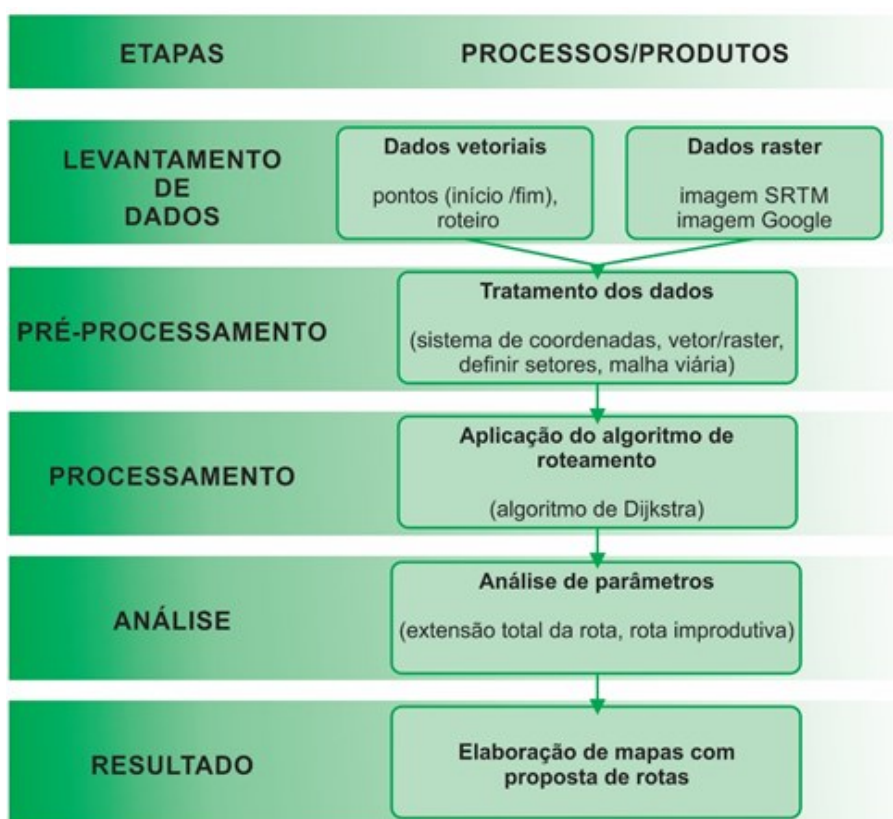 ETAPAS
PROCESSOS/PRODUTOS
LEVANTAMENTO
DE
DADOS
Dados vetoriais
pontos (início /fim),
roteiro
Dados raster
imagem SRTM
imagem Google
PRÉ-PROCESSAMENTO
Tratamento dos dados
(sistema de coordenadas, vetor/raster,
definir setores, malha viária)
PROCESSAMENTO
Aplicação do algoritmo de
roteamento
(algoritmo de Dijkstra)
ANÁLISE
Análise de parâmetros
(extensão total da rota, rota improdutiva)
RESULTADO
Elaboração de mapas com
proposta de rotas